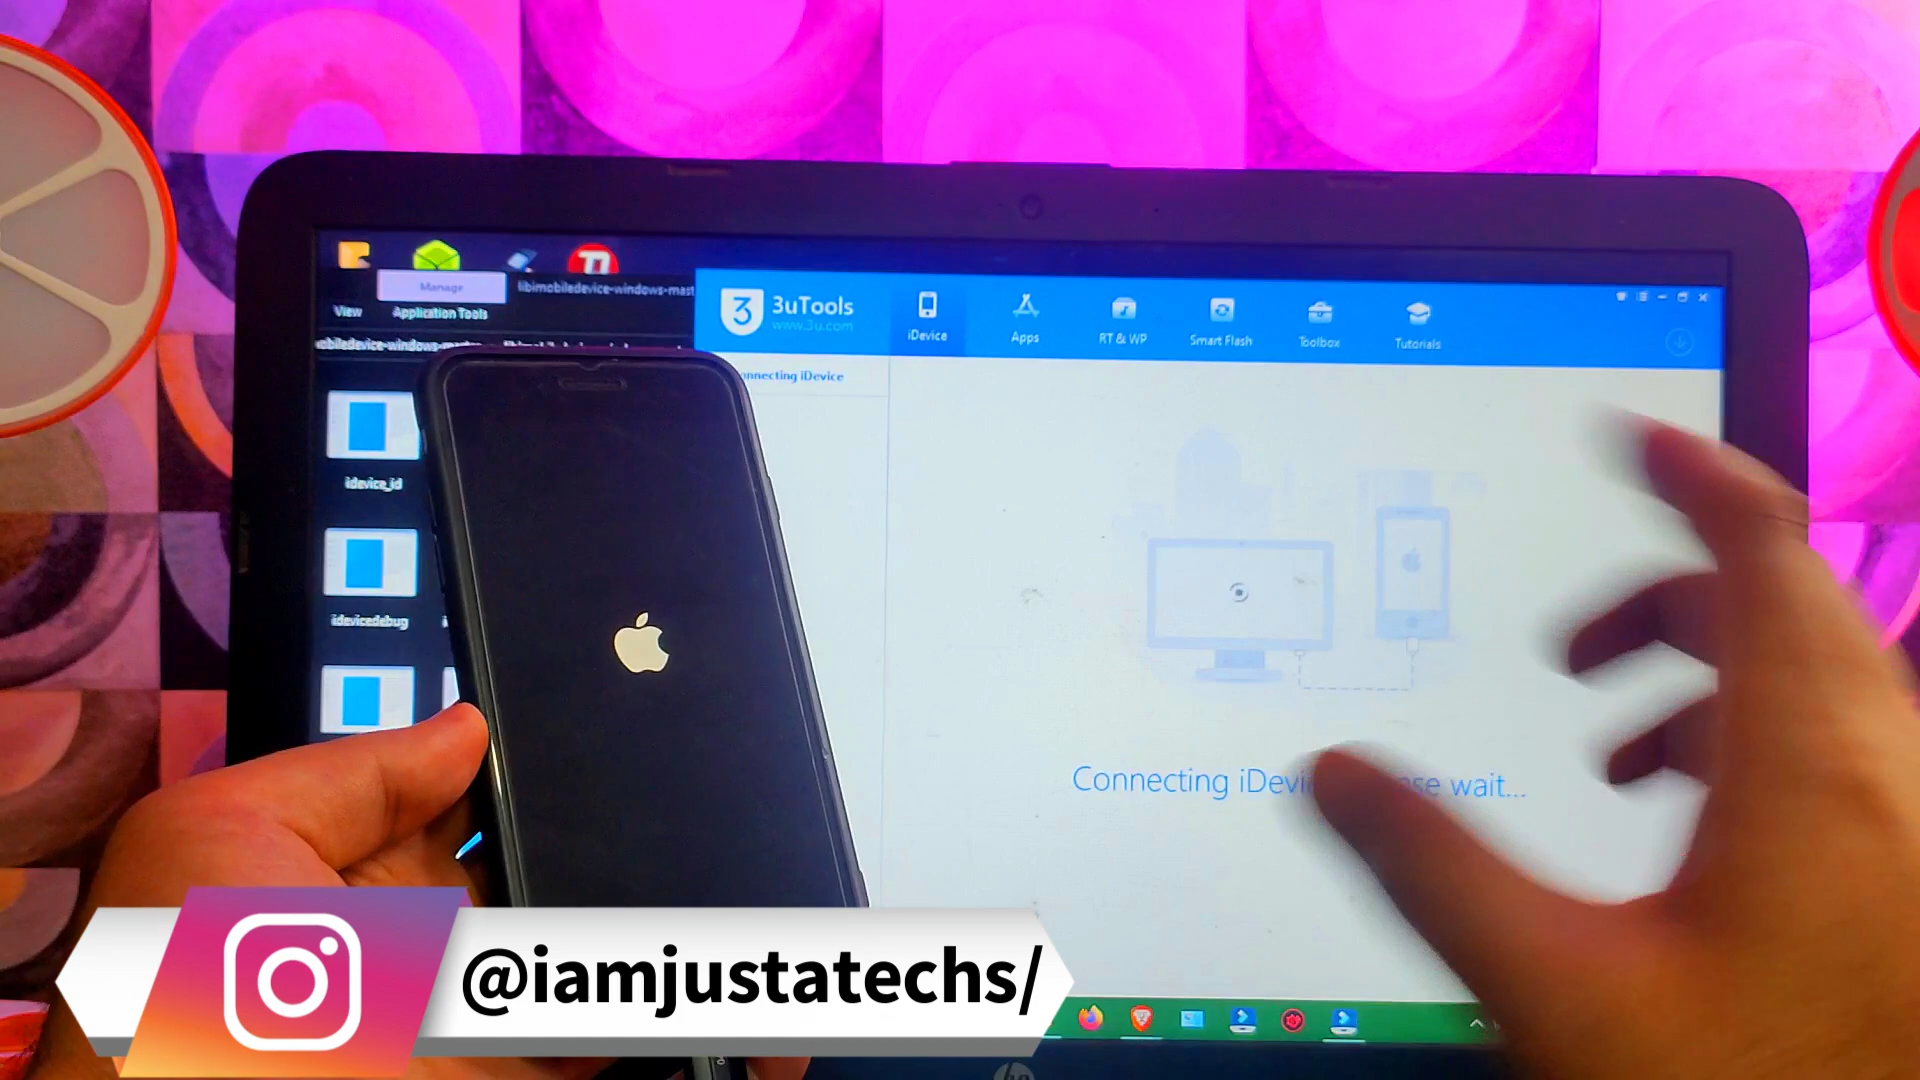 Manage
libimobiledevice-windows-mast
View
Application Tools
3uTools
www.3u.com
iDevice
Apps
RT & WP
Smart Flash
Toolbox
Tutorials
onnecting iDevice
idevice_id
idevicedebug
Connecting iDevi
se wait...
@iamjustatechs/